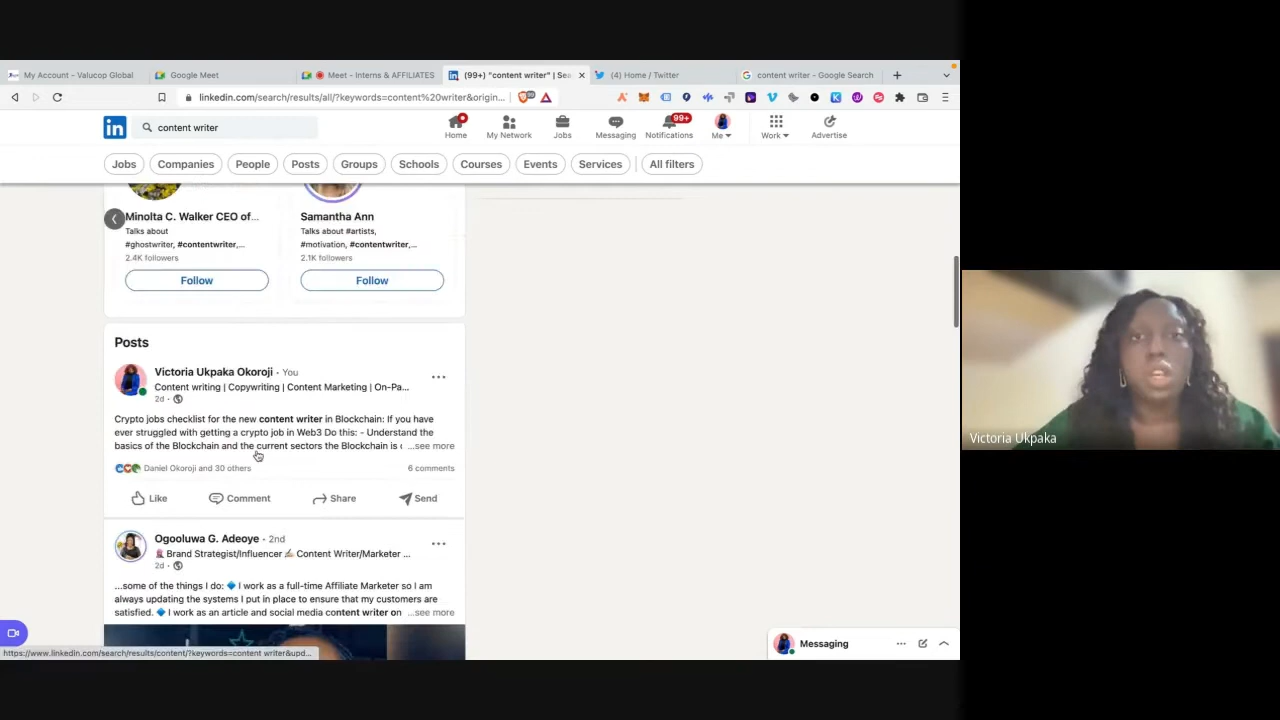 My Account - Valucop Global
Google Meet
Meet - Interns & AFFILIATES
(99+) "content writer" | Sea
(4) Home / Twitter
content writer - Google Search
linkedin.com/search/results/all/?keywords=content%20writer&origin...
in
content writer
99+
Home
My Network
Jobs
Messaging
Notifications
Me
Work
Advertise
Jobs
Companies
People
Posts
Groups
Schools
Courses
Events
Services
All filters
Minolta C. Walker CEO of...
Talks about
#ghostwriter, #contentwriter,...
2.4K followers
Follow
Samantha Ann
Talks about #artists,
#motivation, #contentwriter,...
2.1K followers
Follow
Posts
Victoria Ukpaka Okoroji · You
Content writing | Copywriting | Content Marketing | On-Pa...
2d ·
Crypto jobs checklist for the new content writer in Blockchain: If you have
ever struggled with getting a crypto job in Web3 Do this: - Understand the
basics of the Blockchain and the current sectors the Blockchain is ...see more
Daniel Okoroji and 30 others
6 comments
Like
Comment
Share
Send
Ogooluwa G. Adeoye · 2nd
Brand Strategist/Influencer ✍ Content Writer/Marketer ...
2d ·
...some of the things I do: 🔷 I work as a full-time Affiliate Marketer so I am
always updating the systems I put in place to ensure that my customers are
satisfied. 🔷 I work as an article and social media content writer on ...see more
Messaging
https://www.linkedin.com/search/results/content/?keywords=content writer&upd...
Victoria Ukpaka